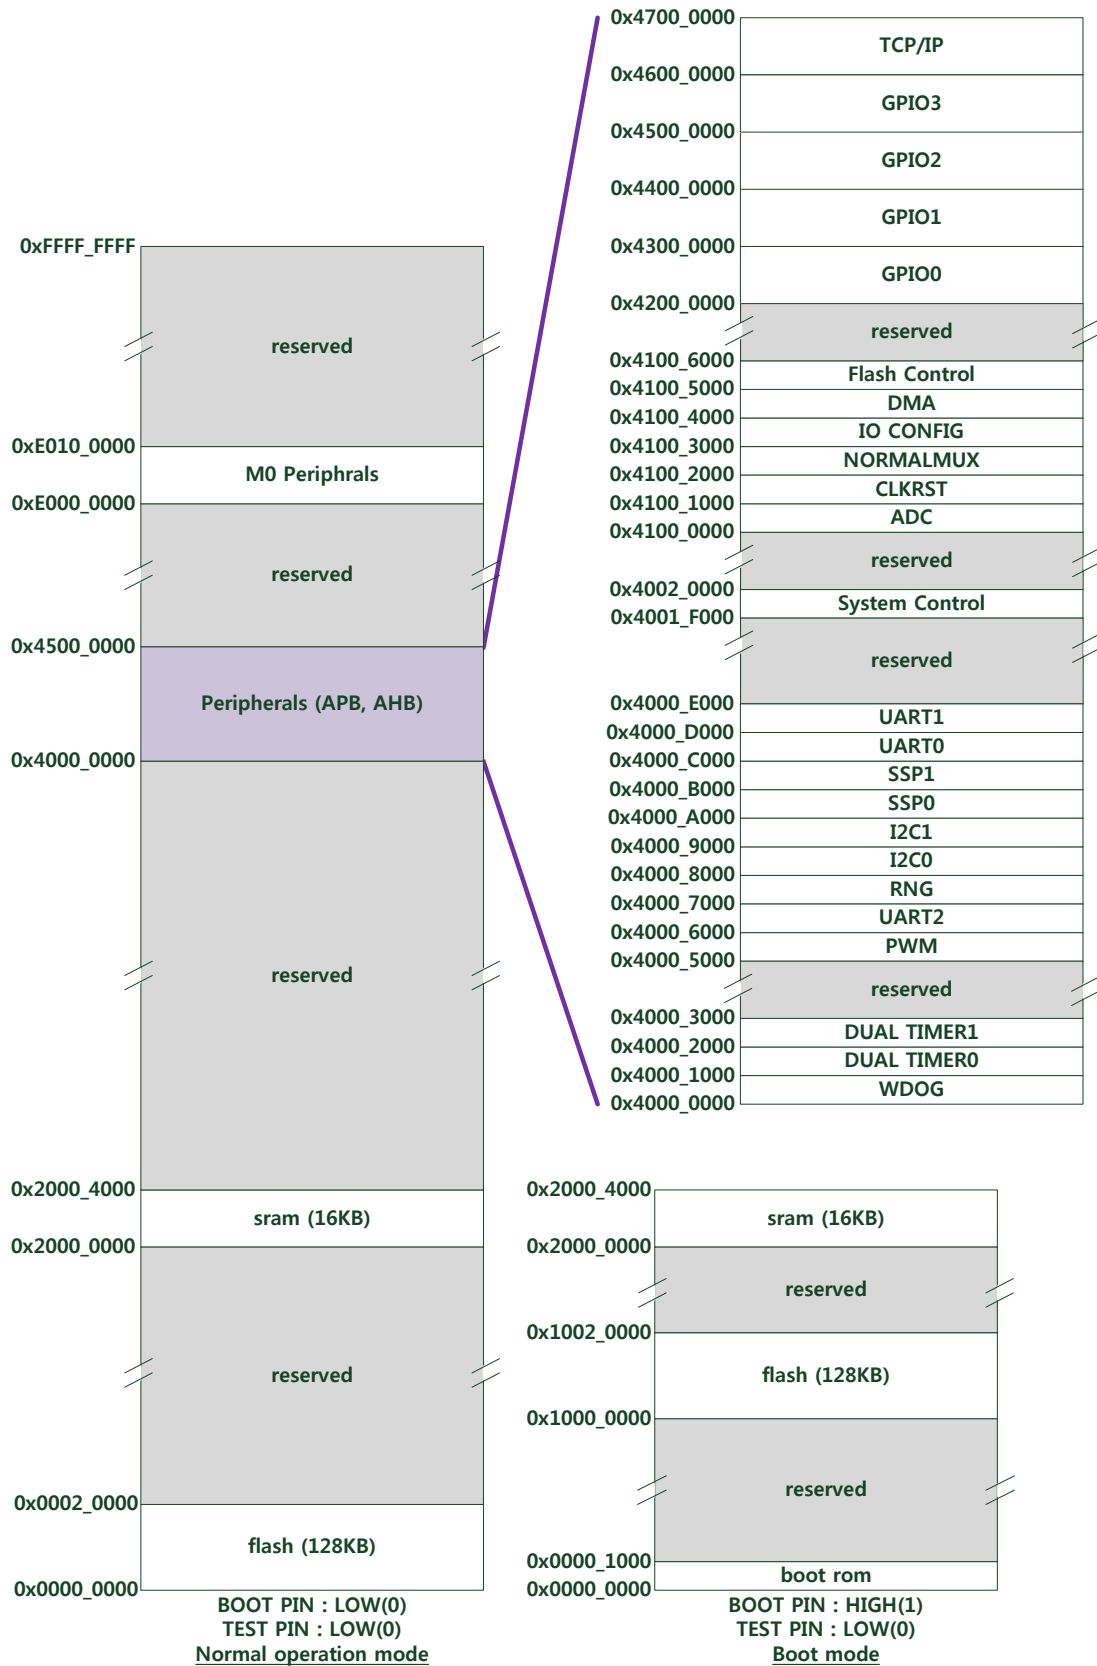 0xFFFF_FFFF
reserved
0xE010_0000
M0 Periphrals
0xE000_0000
reserved
0x4500_0000
Peripherals (APB, AHB)
0x4000_0000
reserved
0x2000_4000
sram (16KB)
0x2000_0000
reserved
0x0002_0000
flash (128KB)
0x0000_0000
BOOT PIN : LOW(0)
TEST PIN : LOW(0)
Normal operation mode
0x4700_0000
TCP/IP
0x4600_0000
GPIO3
0x4500_0000
GPIO2
0x4400_0000
GPIO1
0x4300_0000
GPIO0
0x4200_0000
reserved
0x4100_6000
Flash Control
0x4100_5000
DMA
0x4100_4000
IO CONFIG
0x4100_3000
NORMALMUX
0x4100_2000
CLKRST
0x4100_1000
ADC
0x4100_0000
reserved
0x4002_0000
System Control
0x4001_F000
reserved
0x4000_E000
UART1
0x4000_D000
UART0
0x4000_C000
SSP1
0x4000_B000
SSP0
0x4000_A000
I2C1
0x4000_9000
I2C0
0x4000_8000
RNG
0x4000_7000
UART2
0x4000_6000
PWM
0x4000_5000
reserved
0x4000_3000
DUAL TIMER1
0x4000_2000
DUAL TIMER0
0x4000_1000
WDOG
0x4000_0000
0x2000_4000
sram (16KB)
0x2000_0000
reserved
0x1002_0000
flash (128KB)
0x1000_0000
reserved
0x0000_1000
boot rom
0x0000_0000
BOOT PIN : HIGH(1)
TEST PIN : LOW(0)
Boot mode